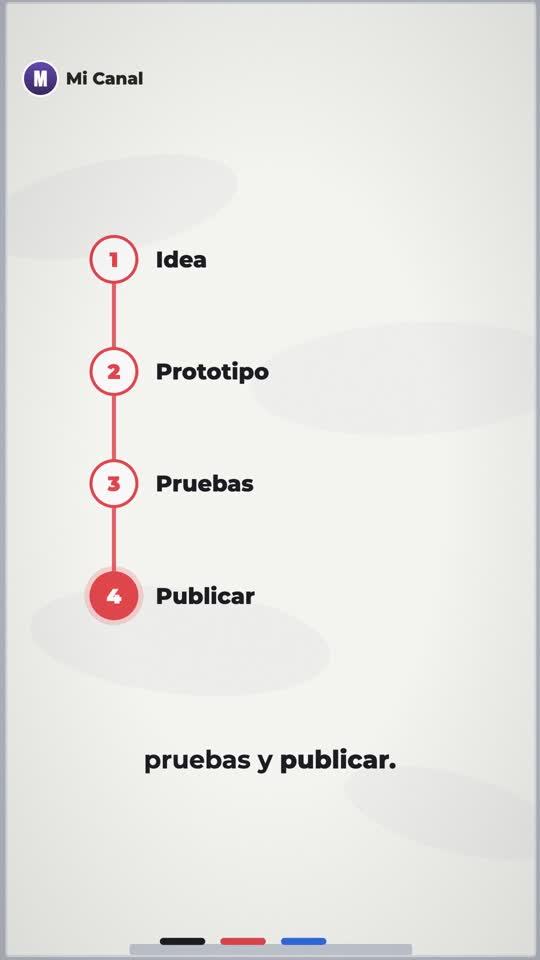 M Mi Canal
1 Idea
2 Prototipo
3 Pruebas
4 Publicar
pruebas y publicar.